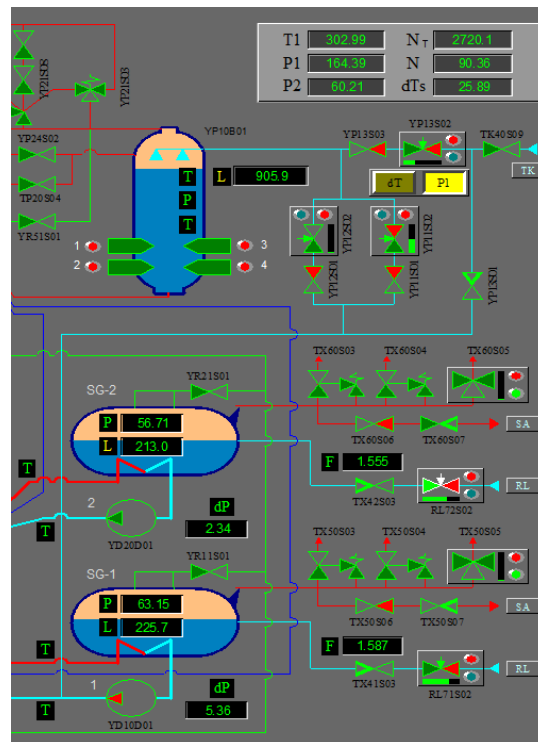 T1 302.99 N T 2720.1
P1 164.39 N 90.36
P2 60.21 dTs 25.89
YP21S08
YP21S03
YP24S02
TP20S04
YR51S01
YP10B01
YP13S03
YP13S02
TK40S09
TK
dT P1
T L 905.9
P
T
1 3
2 4
YP12S02
YP11S02
YP12S01
YP11S01
YP13S01
SG-2
YR21S01
P 56.71
L 213.0
T
2
T
YD20D01
dP
2.34
TX60S03 TX60S04 TX60S05
TX60S06 TX60S07 SA
F 1.555
TX42S03 RL72S02 RL
SG-1
YR11S01
P 63.15
L 225.7
T
1
T
YD10D01
dP
5.36
TX50S03 TX50S04 TX50S05
TX50S06 TX50S07 SA
F 1.587
TX41S03 RL71S02 RL